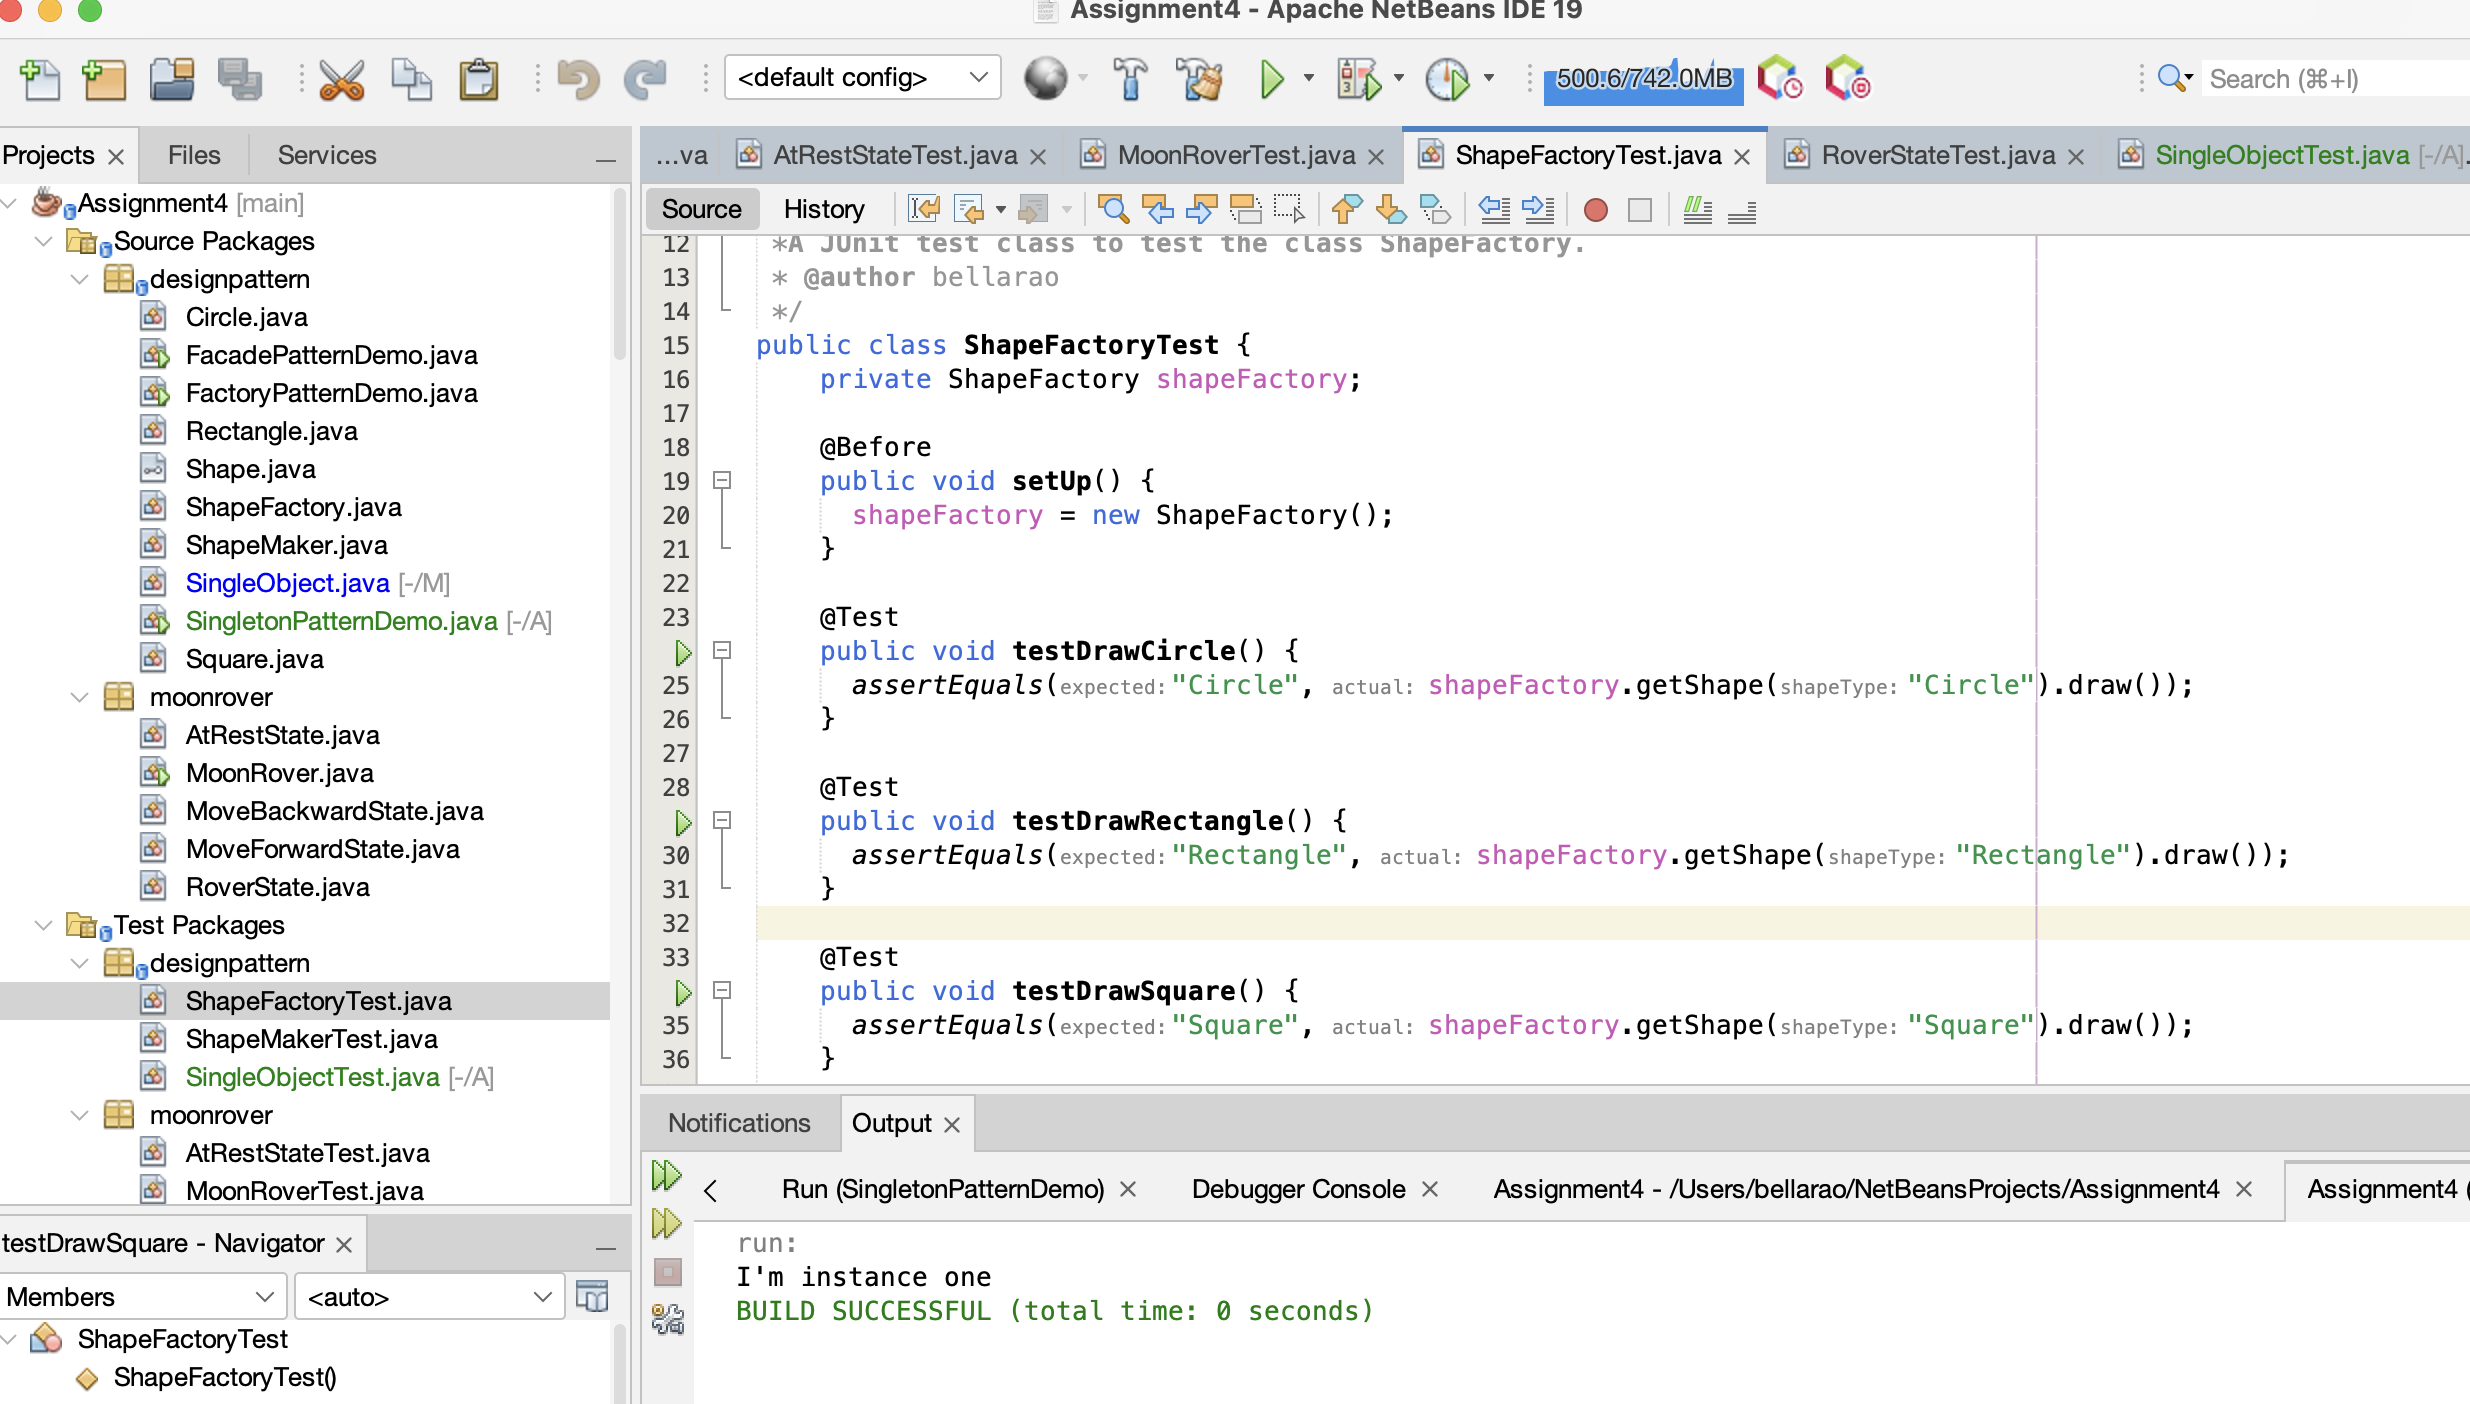 Assignment4 - Apache NetBeans IDE 19
<default config>
500.6/742.0MB
Search (⌘+I)
Projects
Files
Services
Assignment4 [main]
Source Packages
designpattern
Circle.java
FacadePatternDemo.java
FactoryPatternDemo.java
Rectangle.java
Shape.java
ShapeFactory.java
ShapeMaker.java
SingleObject.java [-/M]
SingletonPatternDemo.java [-/A]
Square.java
moonrover
AtRestState.java
MoonRover.java
MoveBackwardState.java
MoveForwardState.java
RoverState.java
Test Packages
designpattern
ShapeFactoryTest.java
ShapeMakerTest.java
SingleObjectTest.java [-/A]
moonrover
AtRestStateTest.java
MoonRoverTest.java
testDrawSquare - Navigator
Members
<auto>
ShapeFactoryTest
ShapeFactoryTest()
...va
AtRestStateTest.java
MoonRoverTest.java
ShapeFactoryTest.java
RoverStateTest.java
SingleObjectTest.java [-/A]
Source
History
12 *A JUnit test class to test the class ShapeFactory.
13 * @author bellarao
14 */
15 public class ShapeFactoryTest {
16 private ShapeFactory shapeFactory;
17
18 @Before
19 public void setUp() {
20 shapeFactory = new ShapeFactory();
21 }
22
23 @Test
public void testDrawCircle() {
25 assertEquals(expected: "Circle", actual: shapeFactory.getShape(shapeType: "Circle").draw());
26 }
27
28 @Test
public void testDrawRectangle() {
30 assertEquals(expected: "Rectangle", actual: shapeFactory.getShape(shapeType: "Rectangle").draw());
31 }
32
33 @Test
public void testDrawSquare() {
35 assertEquals(expected: "Square", actual: shapeFactory.getShape(shapeType: "Square").draw());
36 }
Notifications
Output
Run (SingletonPatternDemo)
Debugger Console
Assignment4 - /Users/bellarao/NetBeansProjects/Assignment4
Assignment4 (
run:
I'm instance one
BUILD SUCCESSFUL (total time: 0 seconds)